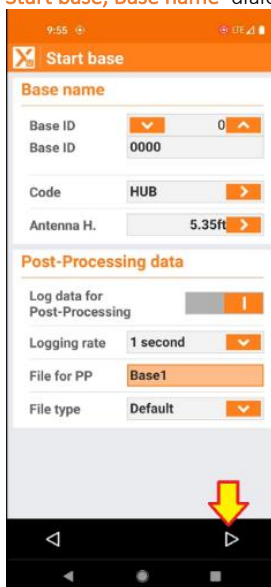 Start base, Base name dialo
9:55 LTE
Start base
Base name
Base ID 0
Base ID 0000
Code HUB
Antenna H. 5.35ft
Post-Processing data
Log data for
Post-Processing
Logging rate 1 second
File for PP Base1
File type Default